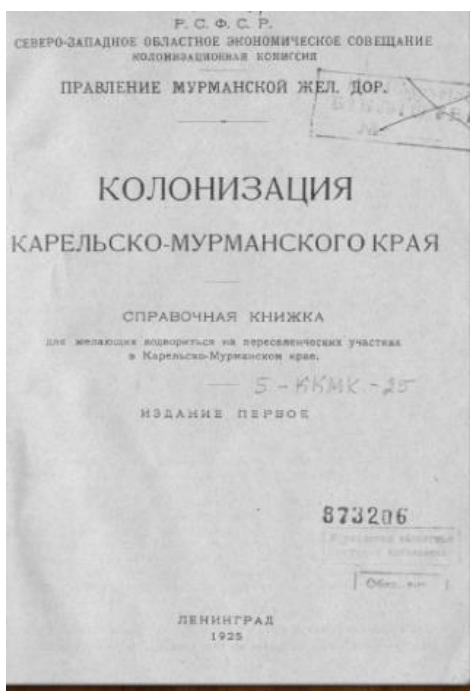 Р. С. Ф. С. Р.
СЕВЕРО-ЗАПАДНОЕ ОБЛАСТНОЕ ЭКОНОМИЧЕСКОЕ СОВЕЩАНИЕ
КОЛОНИЗАЦИОННАЯ КОМИССИЯ
ПРАВЛЕНИЕ МУРМАНСКОЙ ЖЕЛ. ДОР.
№
КОЛОНИЗАЦИЯ
КАРЕЛЬСКО-МУРМАНСКОГО КРАЯ
СПРАВОЧНАЯ КНИЖКА
для желающих водвориться на переселенческих участках
в Карельско-Мурманском крае.
5-ККМК-25
ИЗДАНИЕ ПЕРВОЕ
873206
ЛЕНИНГРАД
1925